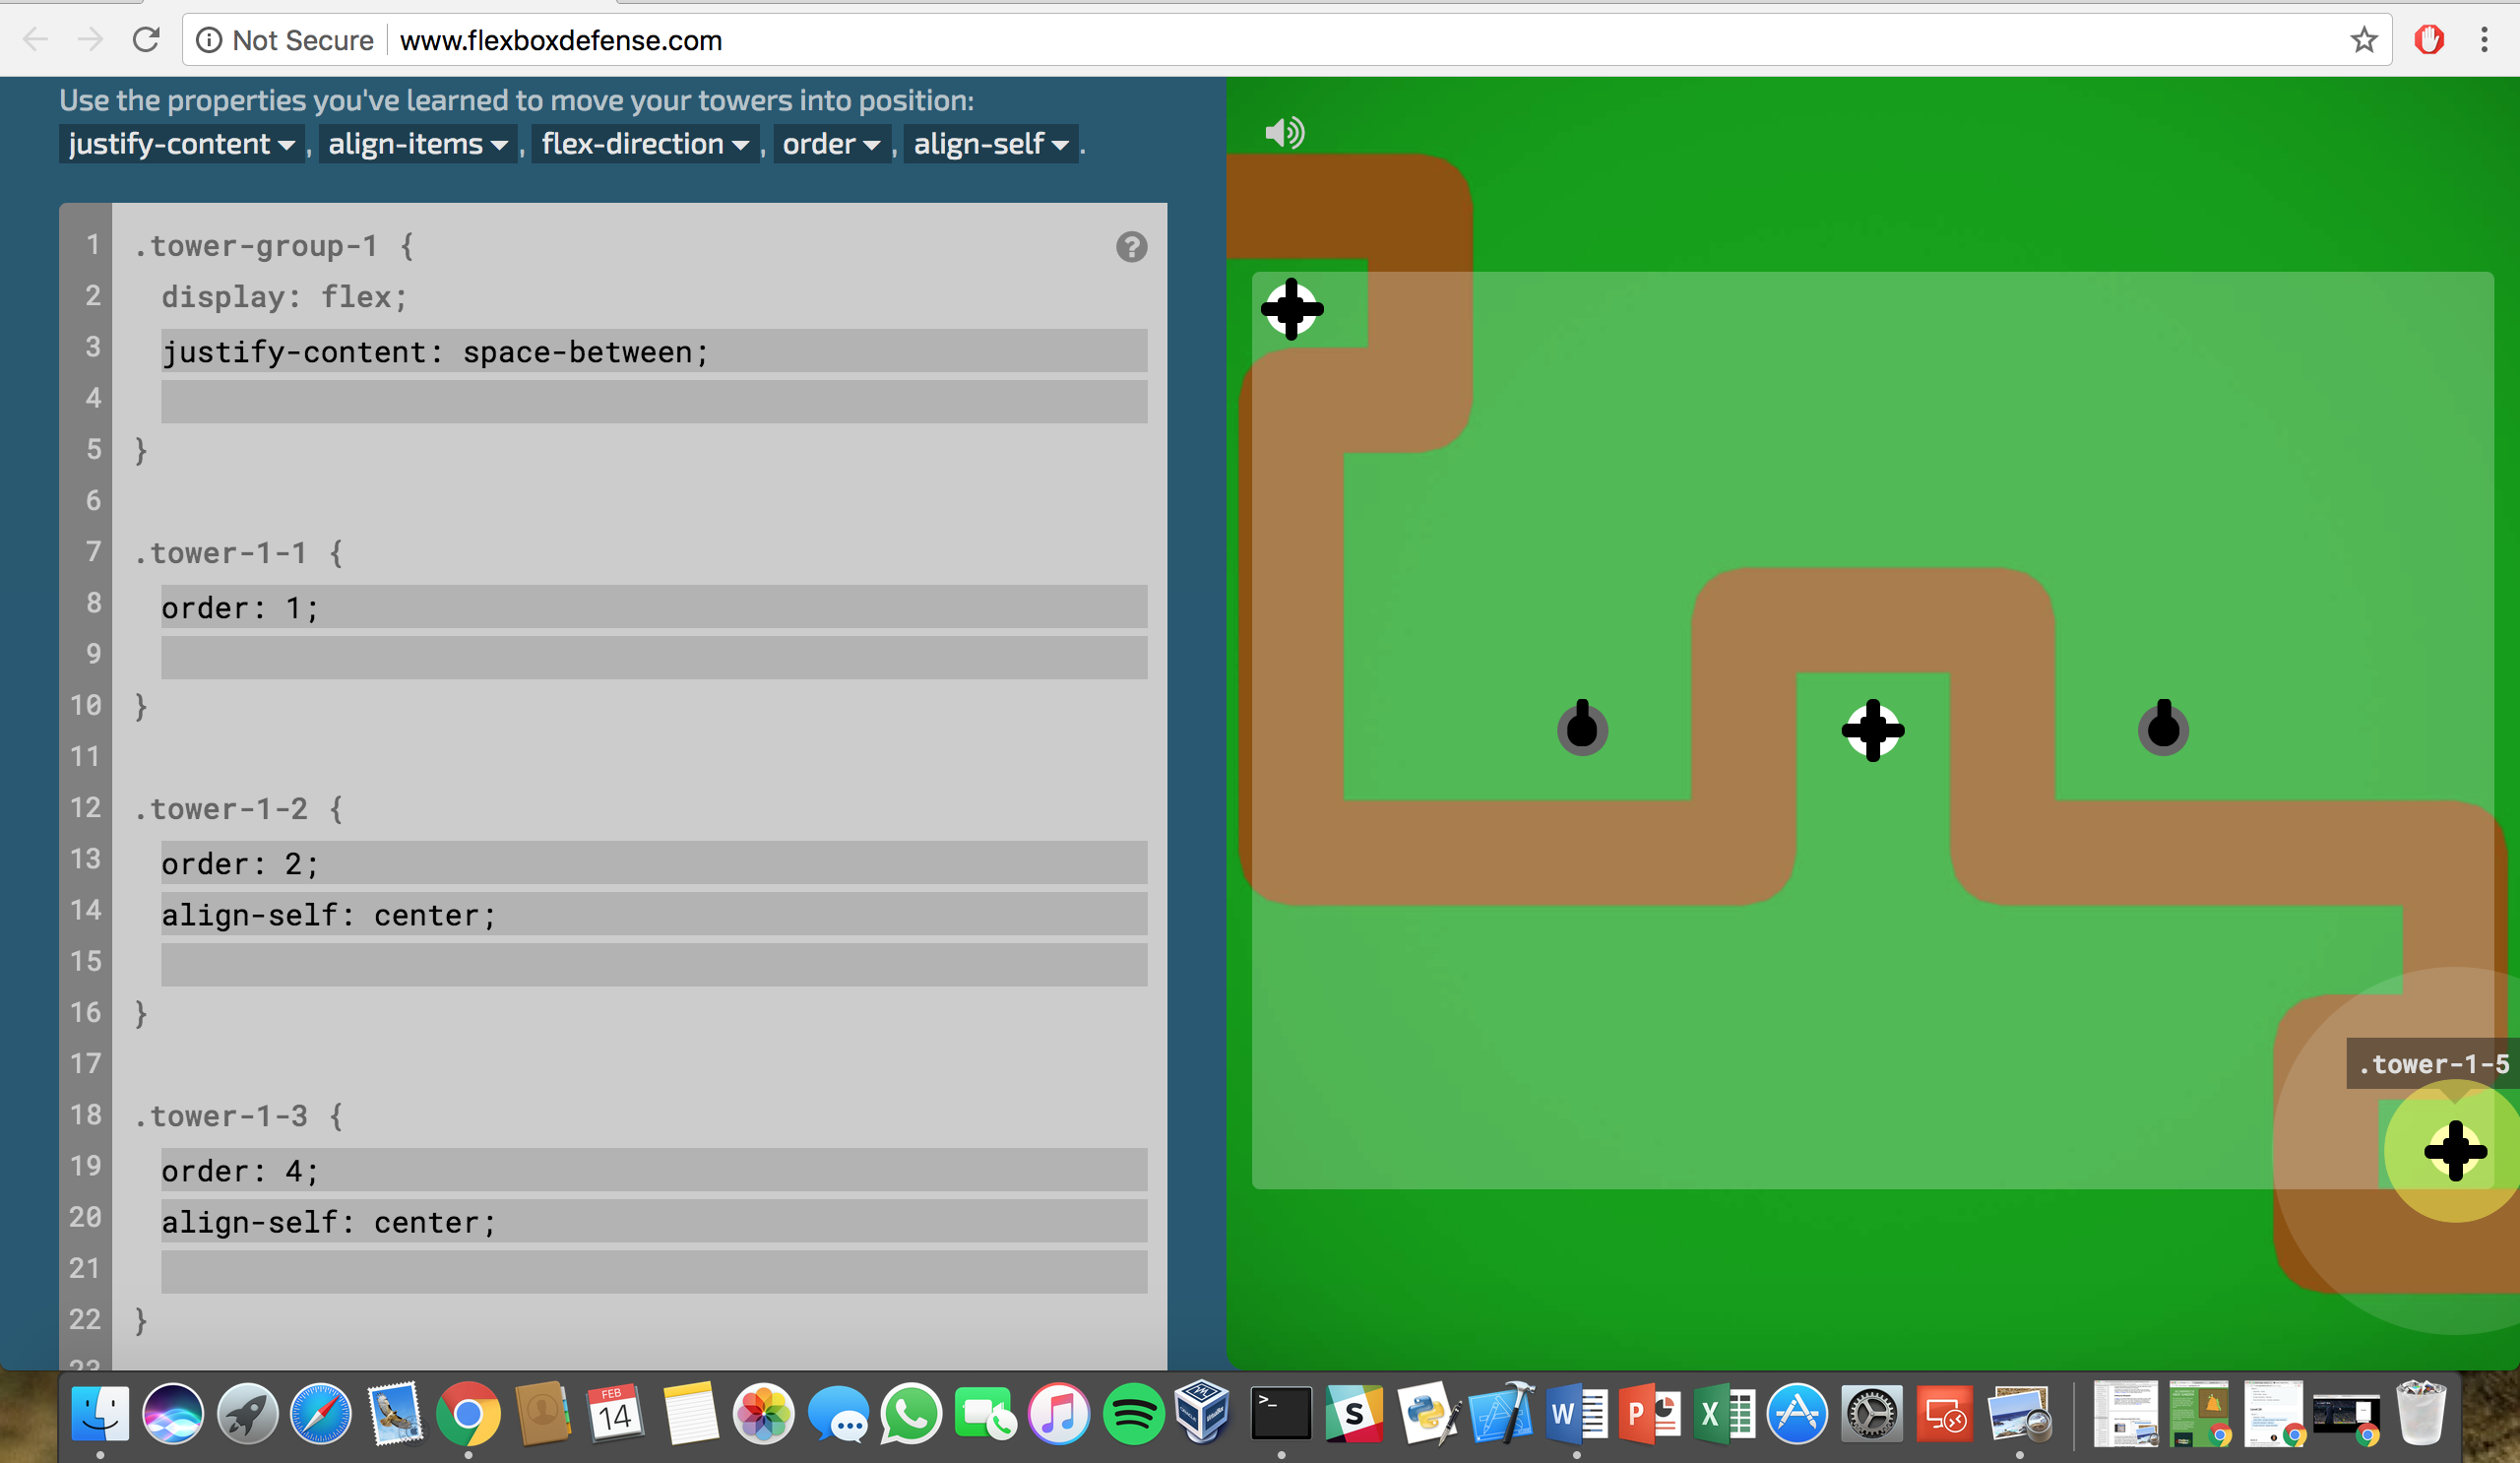 Not Secure www.flexboxdefense.com
Use the properties you've learned to move your towers into position:
justify-content , align-items , flex-direction , order , align-self .
1 .tower-group-1 { ?
2 display: flex;
3 justify-content: space-between;
4
5 }
6
7 .tower-1-1 {
8 order: 1;
9
10 }
11
12 .tower-1-2 {
13 order: 2;
14 align-self: center;
15
16 }
17
18 .tower-1-3 {
19 order: 4;
20 align-self: center;
21
22 }
23
.tower-1-5
FEB
14
>_
S
W
P
X